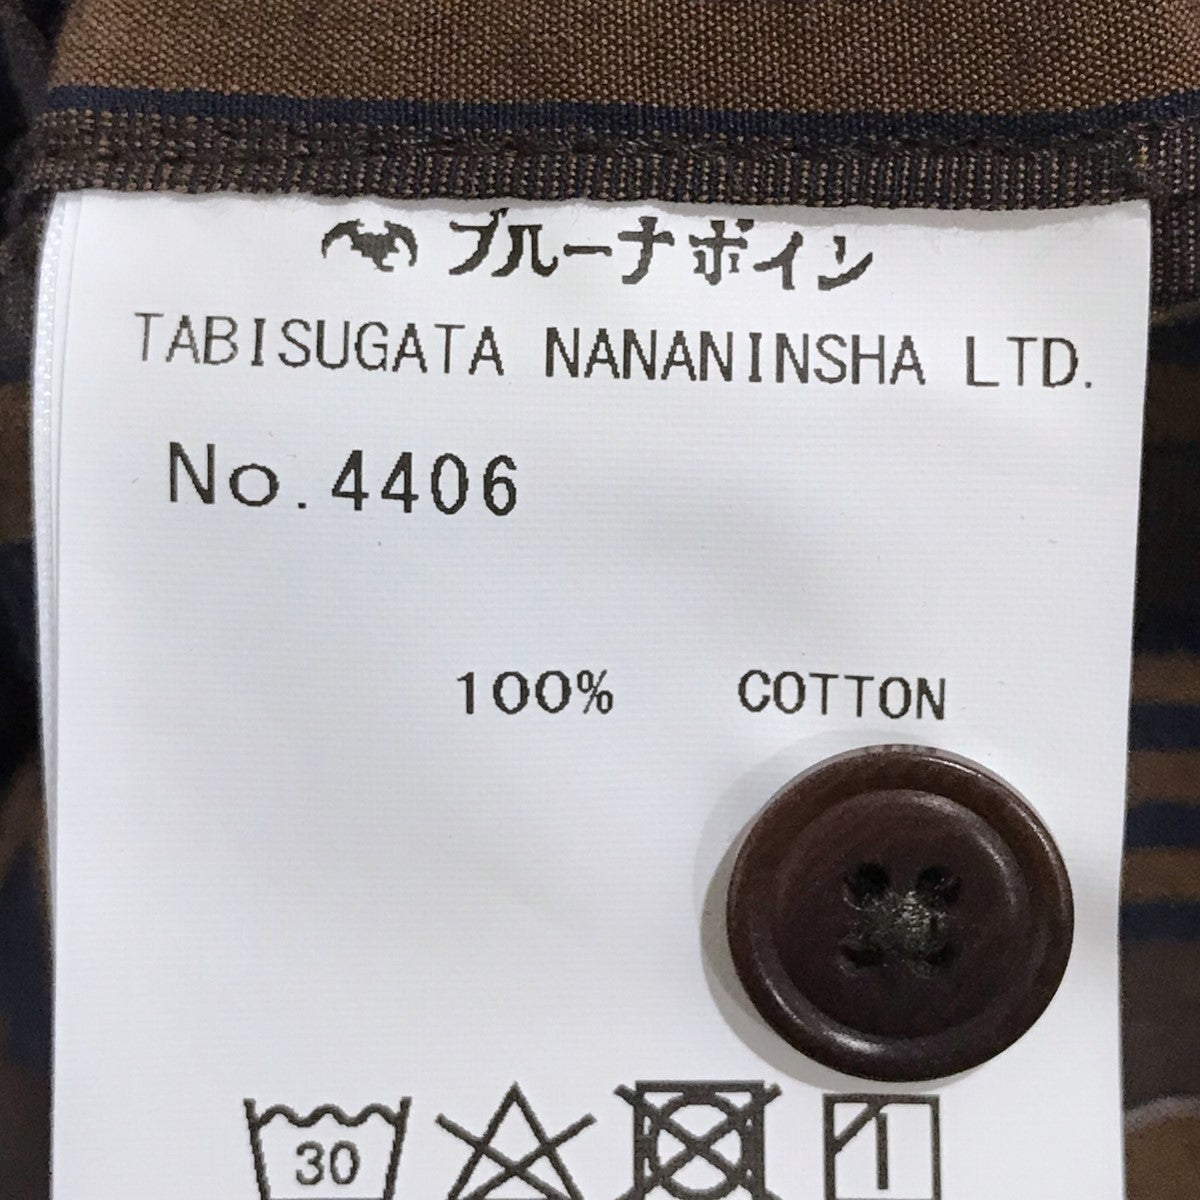 ブルーナボイン
TABISUGATA NANANINSHA LTD.
No.4406
100% COTTON
30